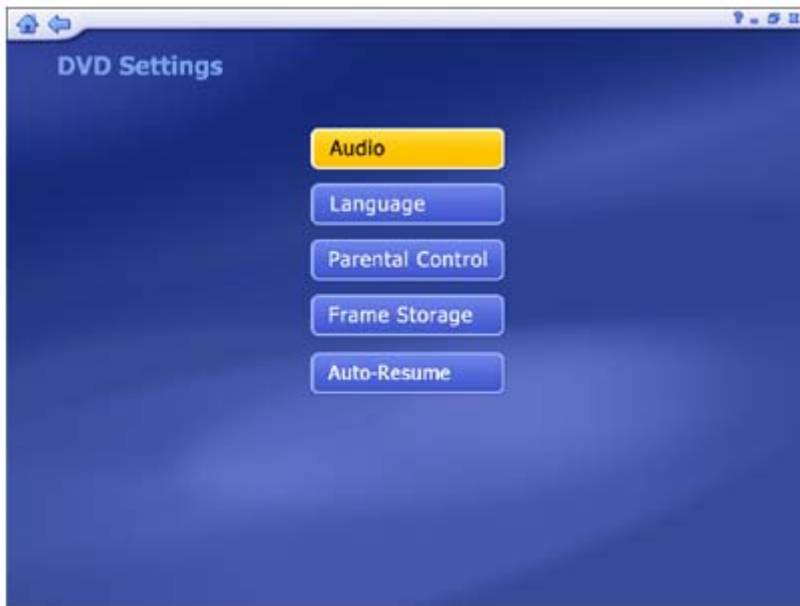 DVD Settings
Audio
Language
Parental Control
Frame Storage
Auto-Resume